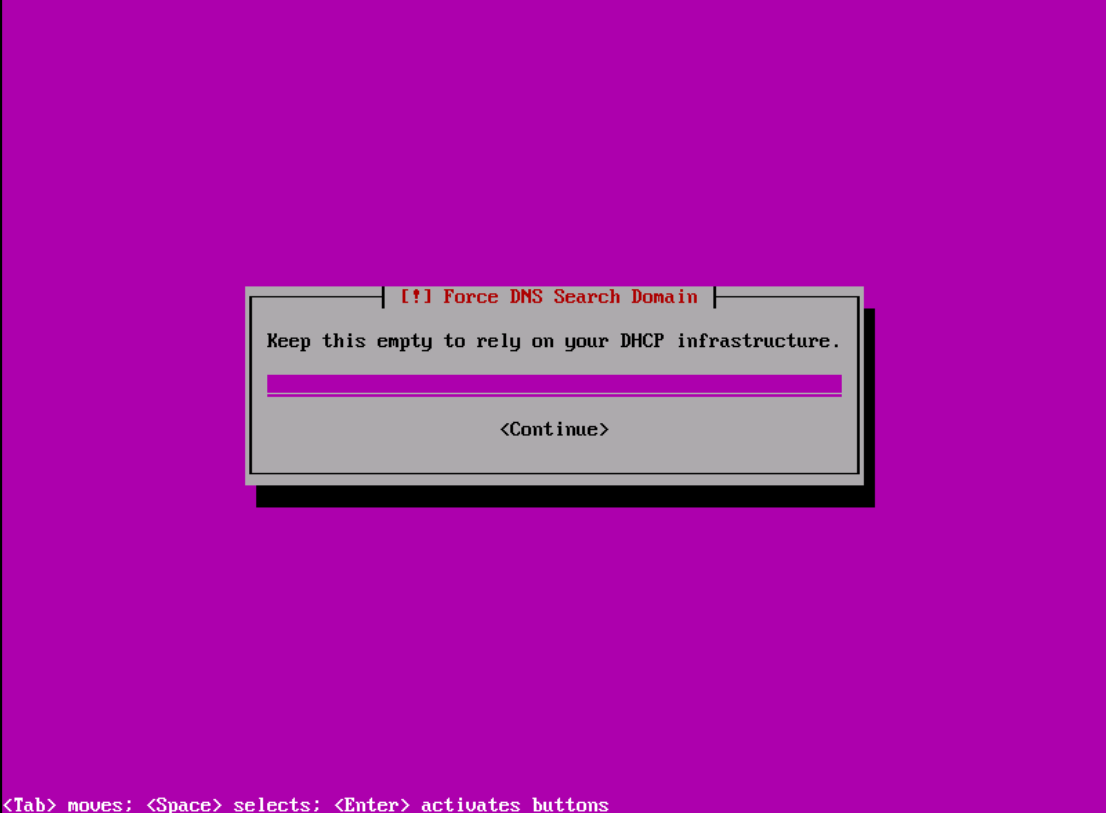 [!] Force DNS Search Domain
Keep this empty to rely on your DHCP infrastructure.
<Continue>
<Tab> moves; <Space> selects; <Enter> activates buttons